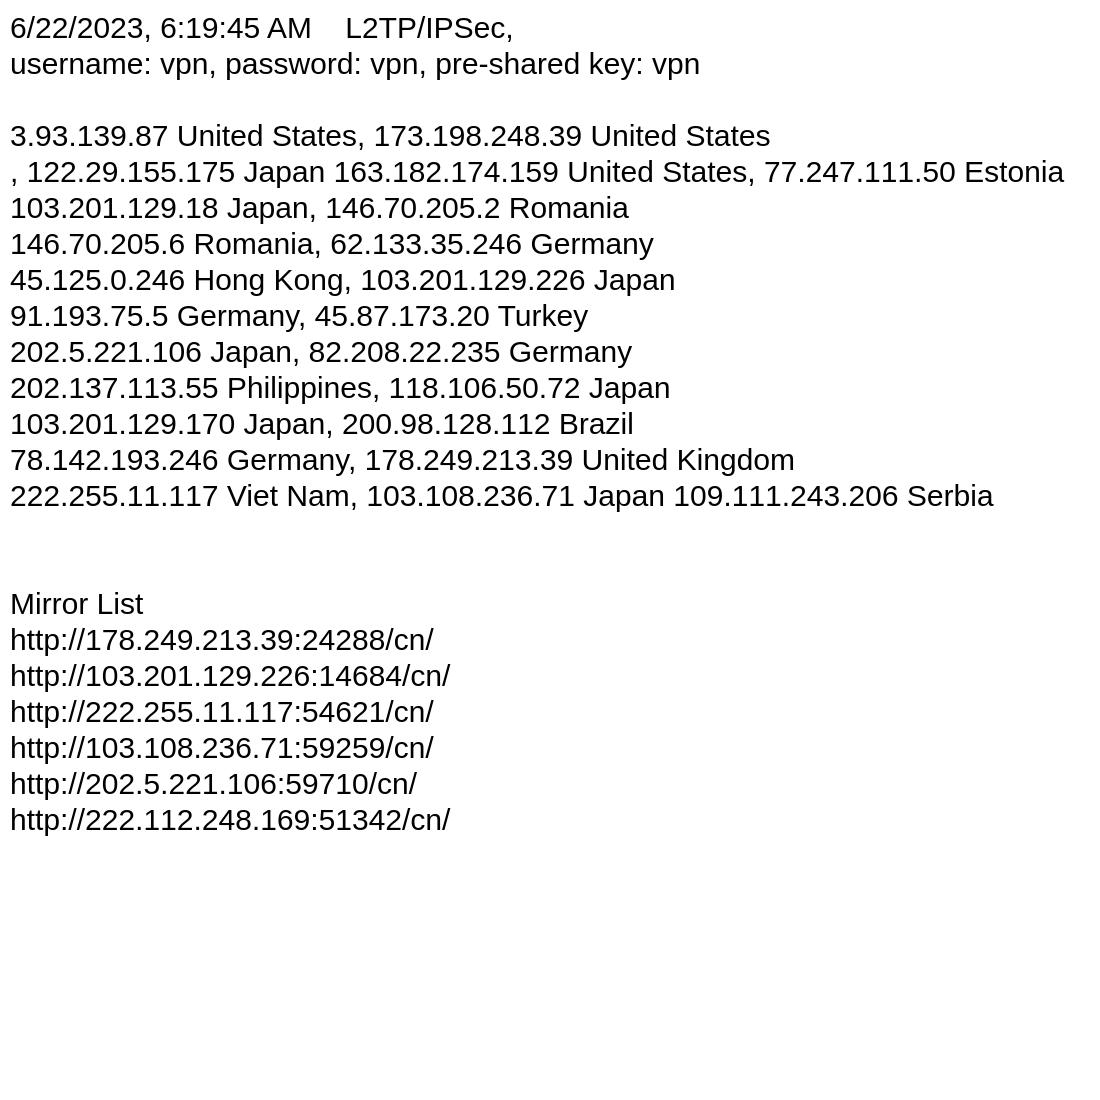 6/22/2023, 6:19:45 AM    L2TP/IPSec,
username: vpn, password: vpn, pre-shared key: vpn
3.93.139.87 United States, 173.198.248.39 United States
, 122.29.155.175 Japan 163.182.174.159 United States, 77.247.111.50 Estonia
103.201.129.18 Japan, 146.70.205.2 Romania
146.70.205.6 Romania, 62.133.35.246 Germany
45.125.0.246 Hong Kong, 103.201.129.226 Japan
91.193.75.5 Germany, 45.87.173.20 Turkey
202.5.221.106 Japan, 82.208.22.235 Germany
202.137.113.55 Philippines, 118.106.50.72 Japan
103.201.129.170 Japan, 200.98.128.112 Brazil
78.142.193.246 Germany, 178.249.213.39 United Kingdom
222.255.11.117 Viet Nam, 103.108.236.71 Japan 109.111.243.206 Serbia
Mirror List
http://178.249.213.39:24288/cn/
http://103.201.129.226:14684/cn/
http://222.255.11.117:54621/cn/
http://103.108.236.71:59259/cn/
http://202.5.221.106:59710/cn/
http://222.112.248.169:51342/cn/